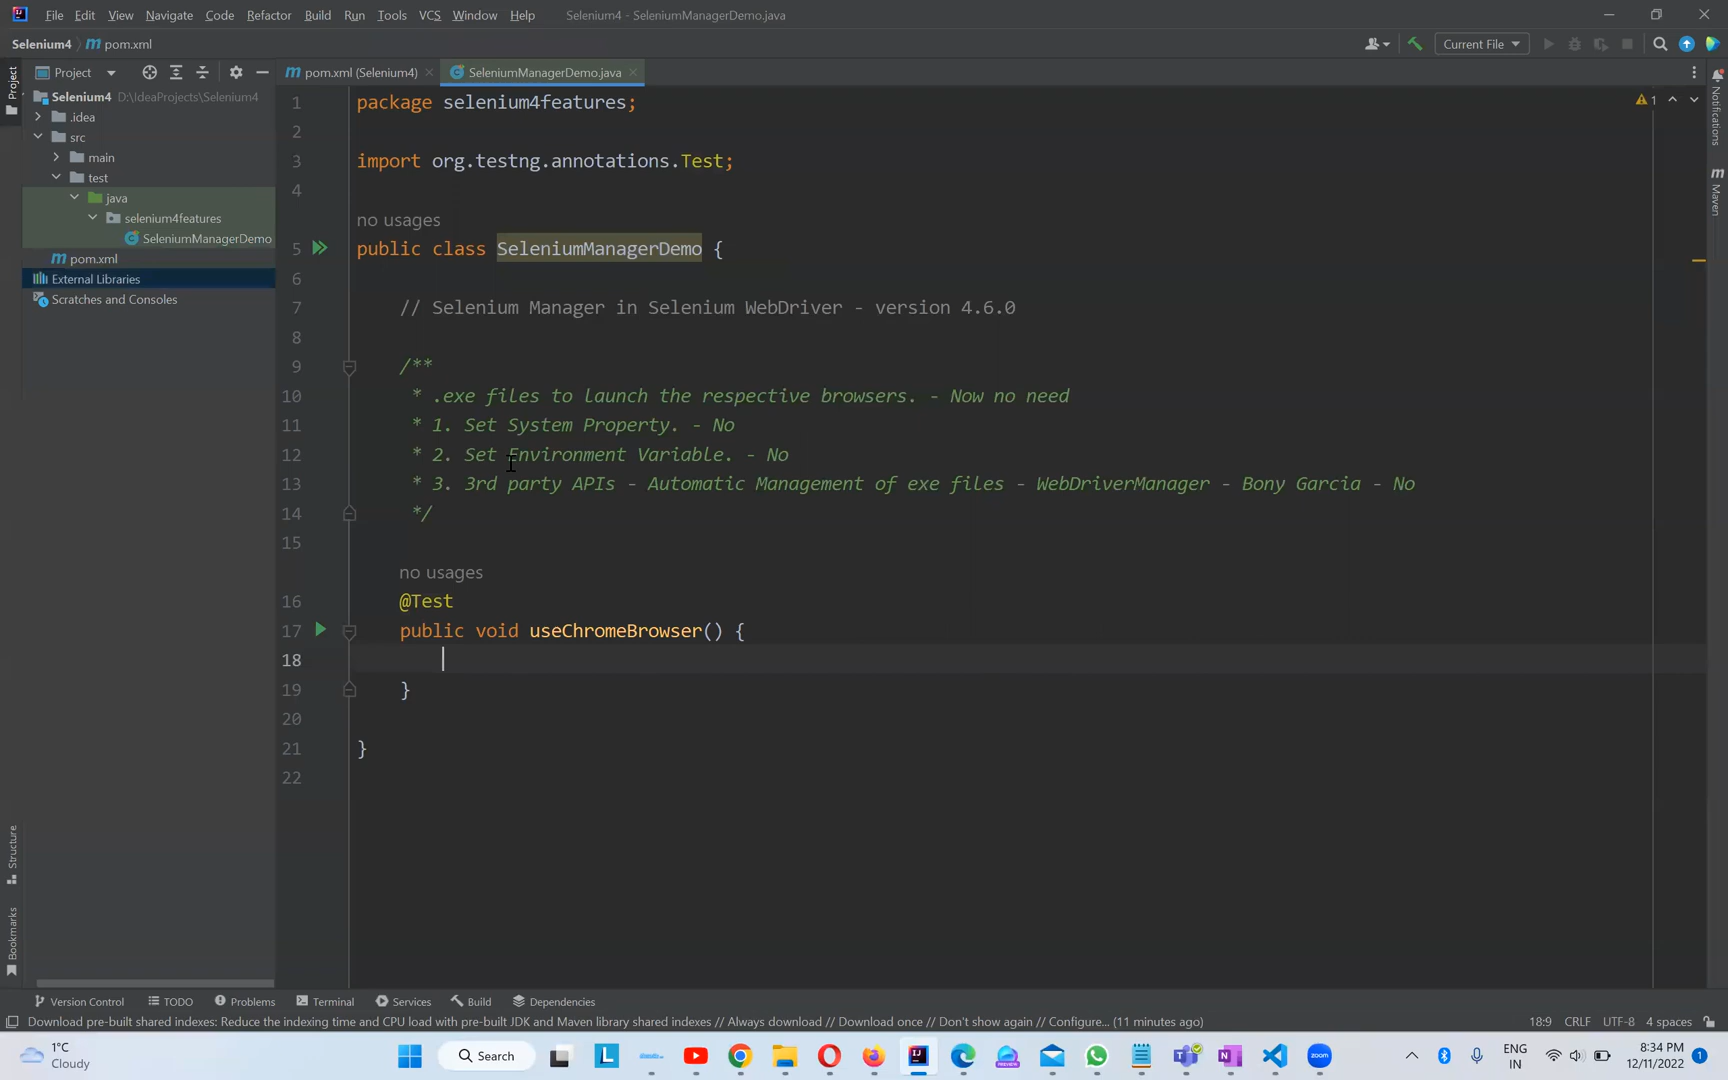 File Edit View Navigate Code Refactor Build Run Tools VCS Window Help Selenium4 - SeleniumManagerDemo.java
Selenium4 pom.xml Current File
Project pom.xml (Selenium4) SeleniumManagerDemo.java
Selenium4 D:\IdeaProjects\Selenium4
.idea
src
main
test
java
selenium4features
SeleniumManagerDemo
pom.xml
External Libraries
Scratches and Consoles
Project
Structure
Bookmarks
1 package selenium4features;
2
3 import org.testng.annotations.Test;
4
no usages
5 public class SeleniumManagerDemo {
6
7 // Selenium Manager in Selenium WebDriver - version 4.6.0
8
9 /**
10 * .exe files to launch the respective browsers. - Now no need
11 * 1. Set System Property. - No
12 * 2. Set Environment Variable. - No
13 * 3. 3rd party APIs - Automatic Management of exe files - WebDriverManager - Bony Garcia - No
14 */
15
no usages
16 @Test
17 public void useChromeBrowser() {
18
19 }
20
21 }
22
1
Notifications
Maven
Version Control TODO Problems Terminal Services Build Dependencies
Download pre-built shared indexes: Reduce the indexing time and CPU load with pre-built JDK and Maven library shared indexes // Always download // Download once // Don't show again // Configure... (11 minutes ago) 18:9 CRLF UTF-8 4 spaces
1°C
Cloudy
Search
PREVIEW
zoom
ENG
IN
8:34 PM
12/11/2022
1